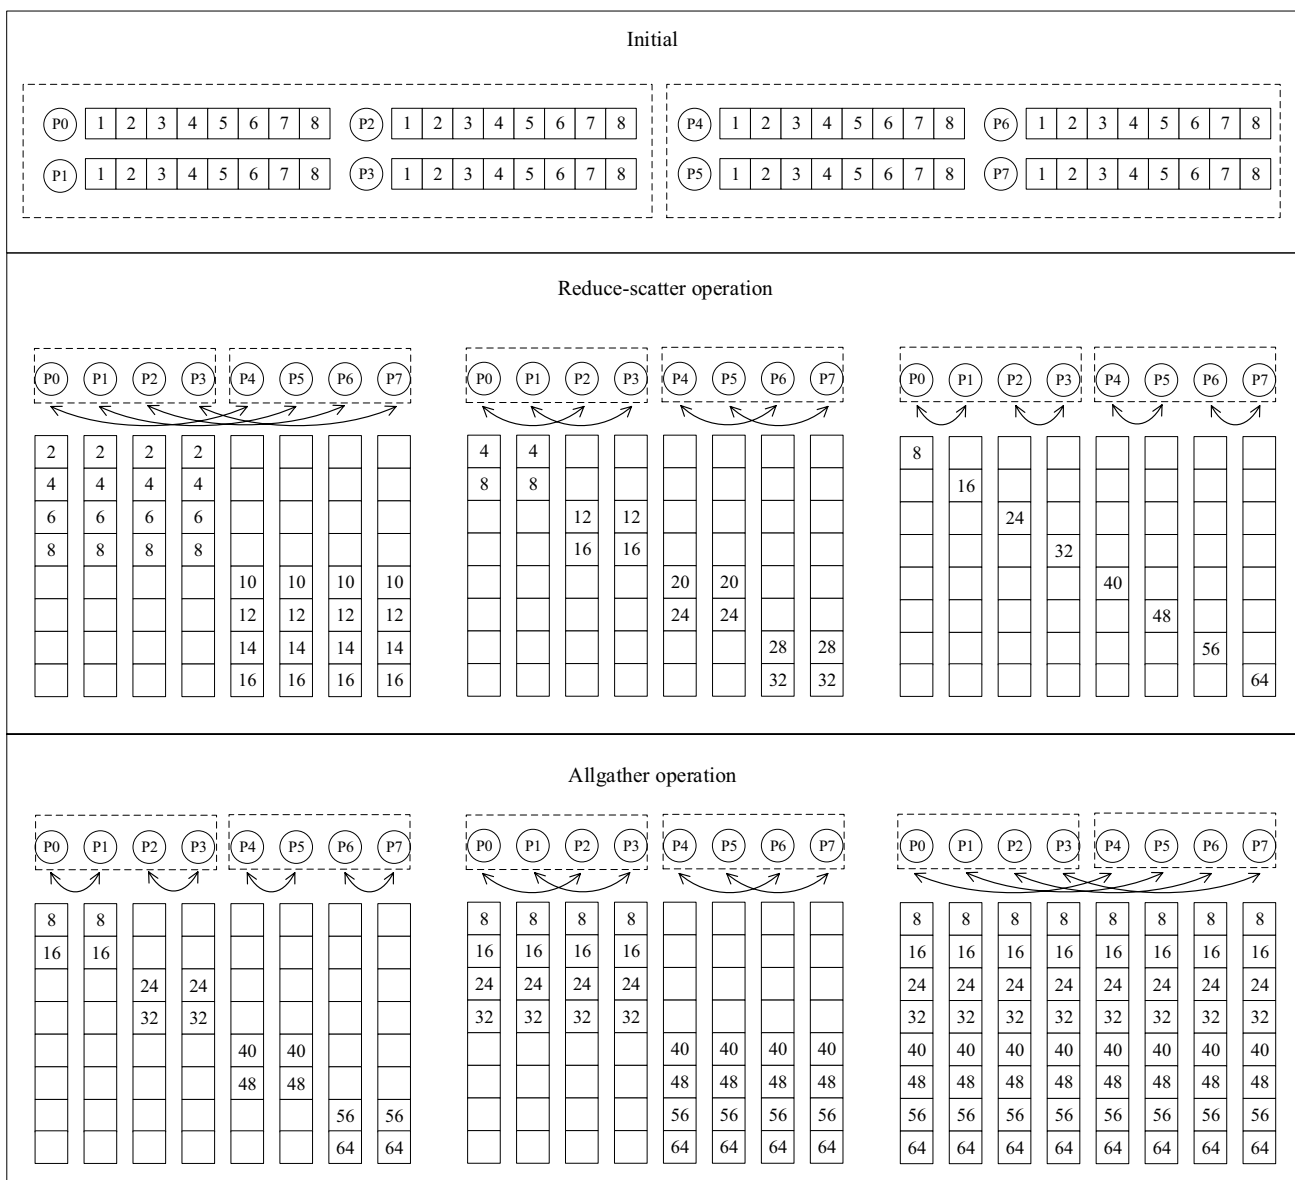 Initial
P0 1 2 3 4 5 6 7 8 P2 1 2 3 4 5 6 7 8 P4 1 2 3 4 5 6 7 8 P6 1 2 3 4 5 6 7 8
P1 1 2 3 4 5 6 7 8 P3 1 2 3 4 5 6 7 8 P5 1 2 3 4 5 6 7 8 P7 1 2 3 4 5 6 7 8
Reduce-scatter operation
P0 P1 P2 P3 P4 P5 P6 P7 P0 P1 P2 P3 P4 P5 P6 P7 P0 P1 P2 P3 P4 P5 P6 P7
2 2 2 2 4 4 8
4 4 4 4 8 8 16
6 6 6 6 12 12 24
8 8 8 8 16 16 32
10 10 10 10 20 20 40
12 12 12 12 24 24 48
14 14 14 14 28 28 56
16 16 16 16 32 32 64
Allgather operation
P0 P1 P2 P3 P4 P5 P6 P7 P0 P1 P2 P3 P4 P5 P6 P7 P0 P1 P2 P3 P4 P5 P6 P7
8 8 8 8 8 8 8 8 8 8 8 8 8 8
16 16 16 16 16 16 16 16 16 16 16 16 16 16
24 24 24 24 24 24 24 24 24 24 24 24 24 24
32 32 32 32 32 32 32 32 32 32 32 32 32 32
40 40 40 40 40 40 40 40 40 40 40 40 40 40
48 48 48 48 48 48 48 48 48 48 48 48 48 48
56 56 56 56 56 56 56 56 56 56 56 56 56 56
64 64 64 64 64 64 64 64 64 64 64 64 64 64